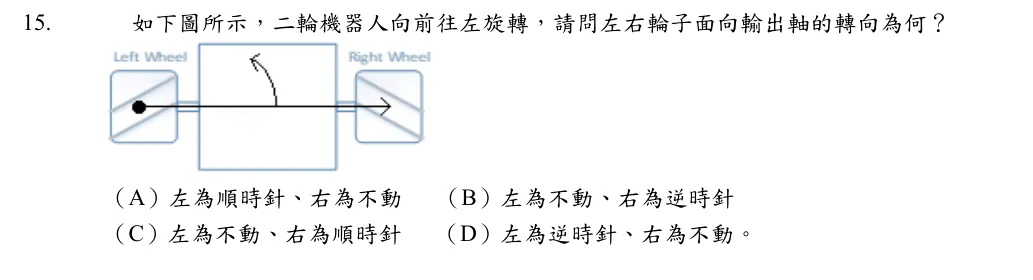 15. 如下圖所示，二輪機器人向前往左旋轉，請問左右輪子面向輸出軸的轉向為何？
Left Wheel Right Wheel
（A）左為順時針、右為不動 （B）左為不動、右為逆時針
（C）左為不動、右為順時針 （D）左為逆時針、右為不動。